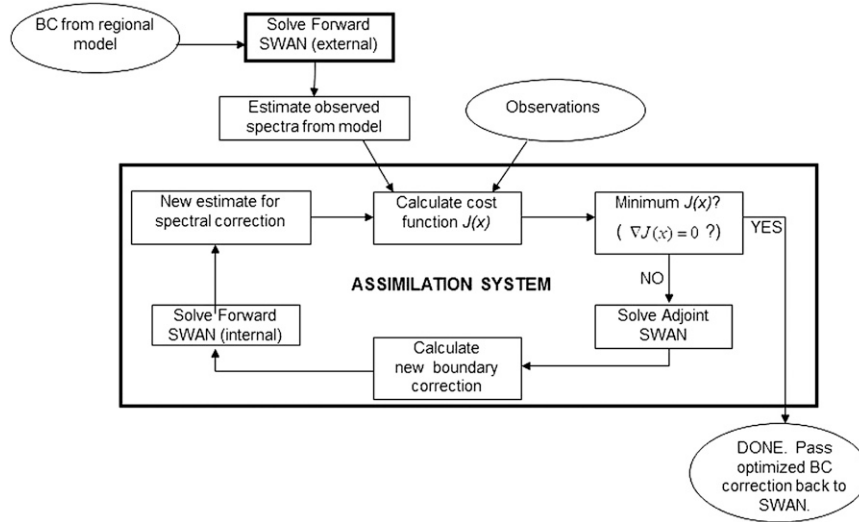 BC from regional
model
Solve Forward
SWAN (external)
Estimate observed
spectra from model
Observations
New estimate for
spectral correction
Calculate cost
function J(x)
Minimum J(x)?
( ∇J(x) = 0 ?)
YES
NO
ASSIMILATION SYSTEM
Solve Forward
SWAN (internal)
Solve Adjoint
SWAN
Calculate
new boundary
correction
DONE. Pass
optimized BC
correction back to
SWAN.